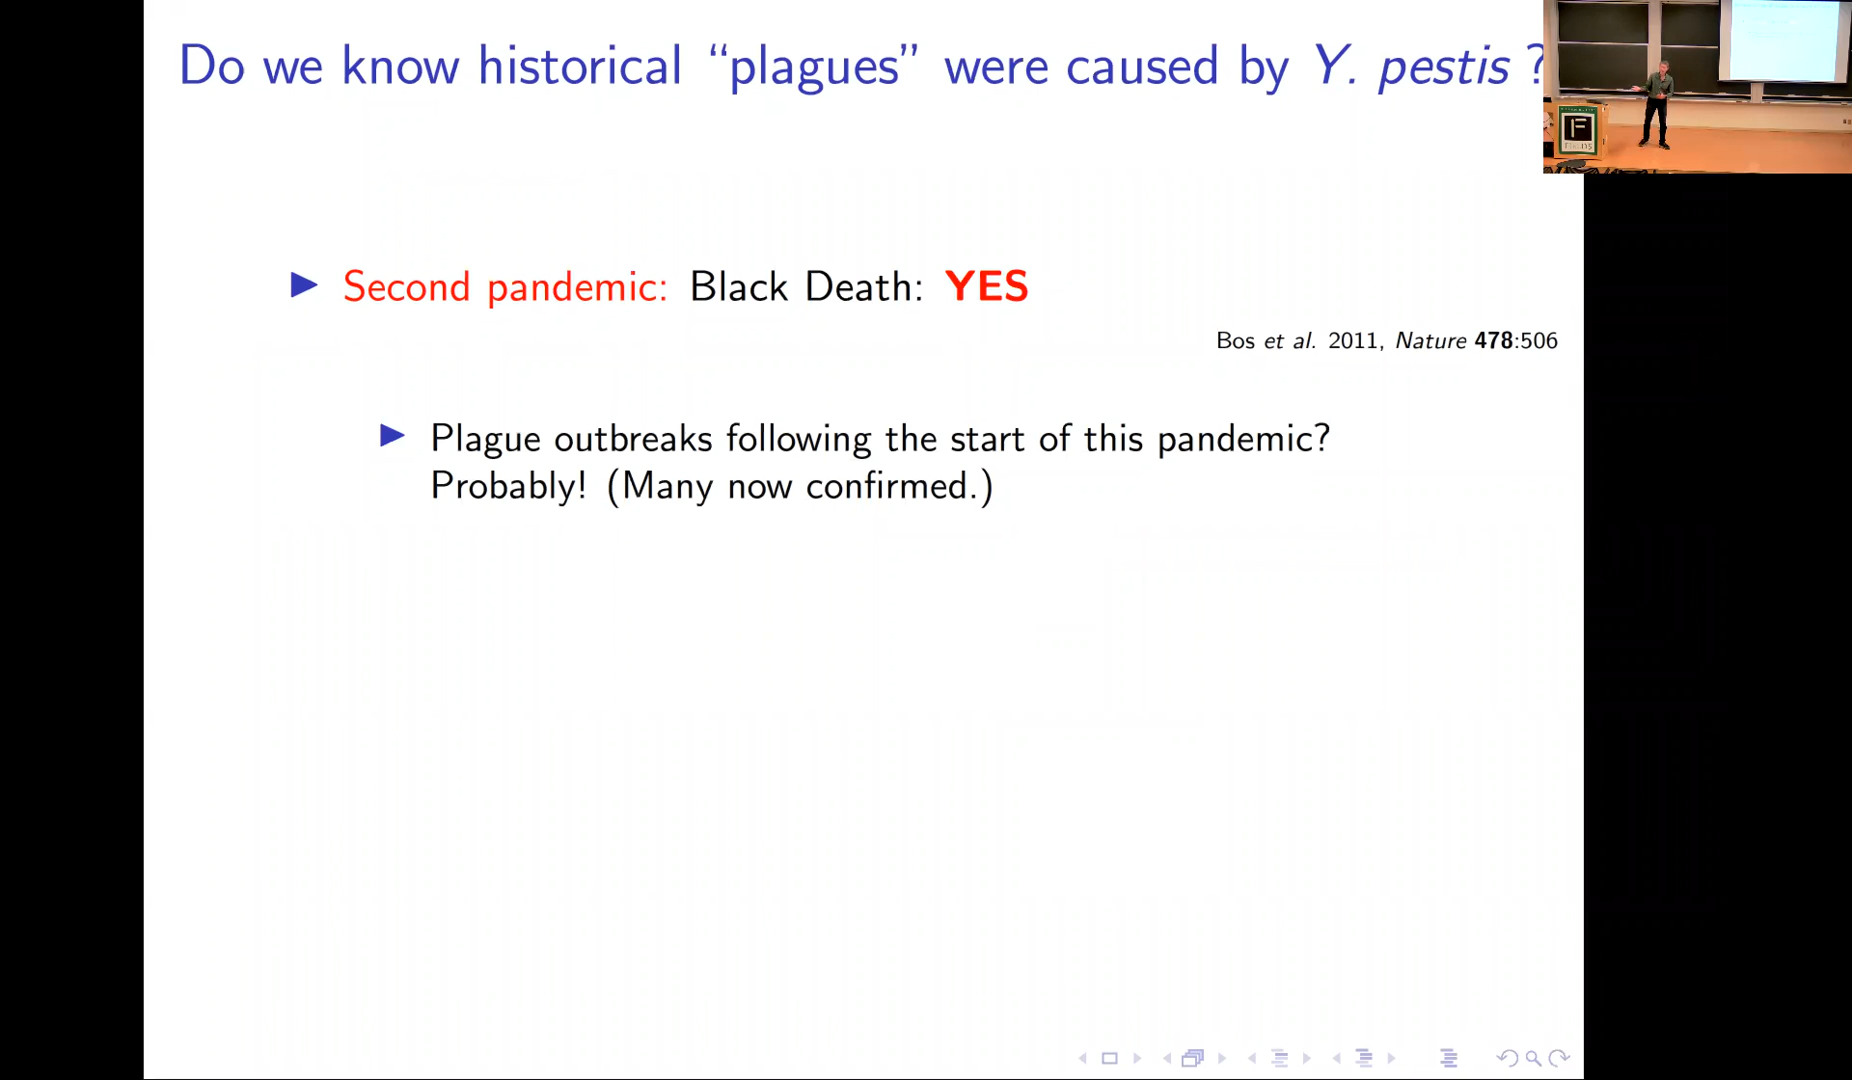 Do we know historical “plagues” were caused by Y. pestis ?
Second pandemic: Black Death: YES
Bos et al. 2011, Nature 478:506
Plague outbreaks following the start of this pandemic?
Probably! (Many now confirmed.)
F
FIELDS